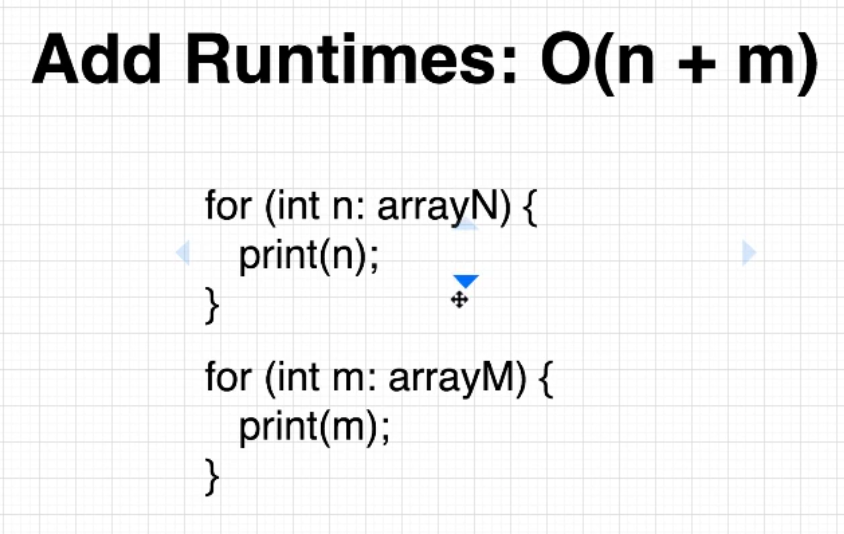 Add Runtimes: O(n + m)
for (int n: arrayN) {
print(n);
}
for (int m: arrayM) {
print(m);
}